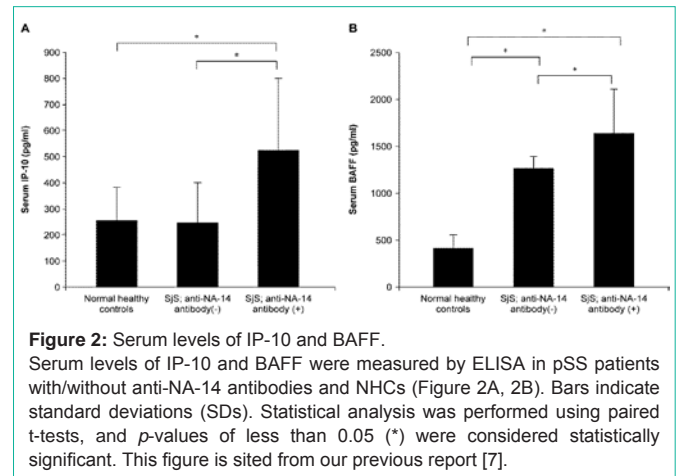 A
*
*
900
800
700
600
500
400
300
200
100
0
Serum IP-10 (pg/ml)
Normal healthy
controls
SjS; anti-NA-14
antibody(-)
SjS; anti-NA-14
antibody (+)
B
*
*
*
2500
2000
1500
1000
500
0
Serum BAFF (pg/ml)
Normal healthy
controls
SjS; anti-NA-14
antibody(-)
SjS; anti-NA-14
antibody (+)
Figure 2: Serum levels of IP-10 and BAFF.
Serum levels of IP-10 and BAFF were measured by ELISA in pSS patients
with/without anti-NA-14 antibodies and NHCs (Figure 2A, 2B). Bars indicate
standard deviations (SDs). Statistical analysis was performed using paired
t-tests, and p-values of less than 0.05 (*) were considered statistically
significant. This figure is sited from our previous report [7].